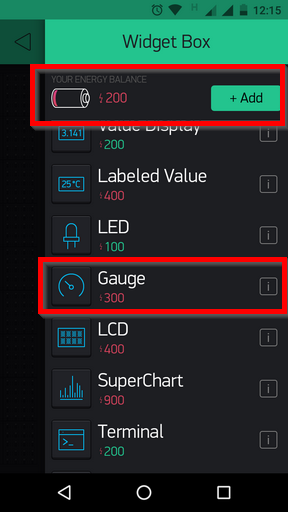 12:15
Widget Box
YOUR ENERGY BALANCE
200
+ Add
3.141
Value Display
200
25°C
Labeled Value
400
LED
100
Gauge
300
LCD
400
SuperChart
900
Terminal
200